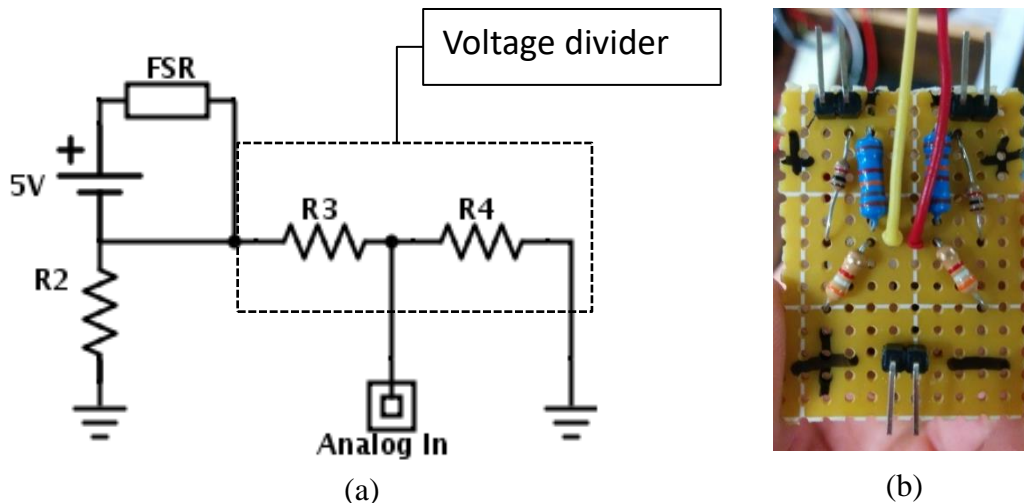 Voltage divider
FSR
+
5V
R3
R4
R2
Analog In
(a)
+
+
+
−
(b)